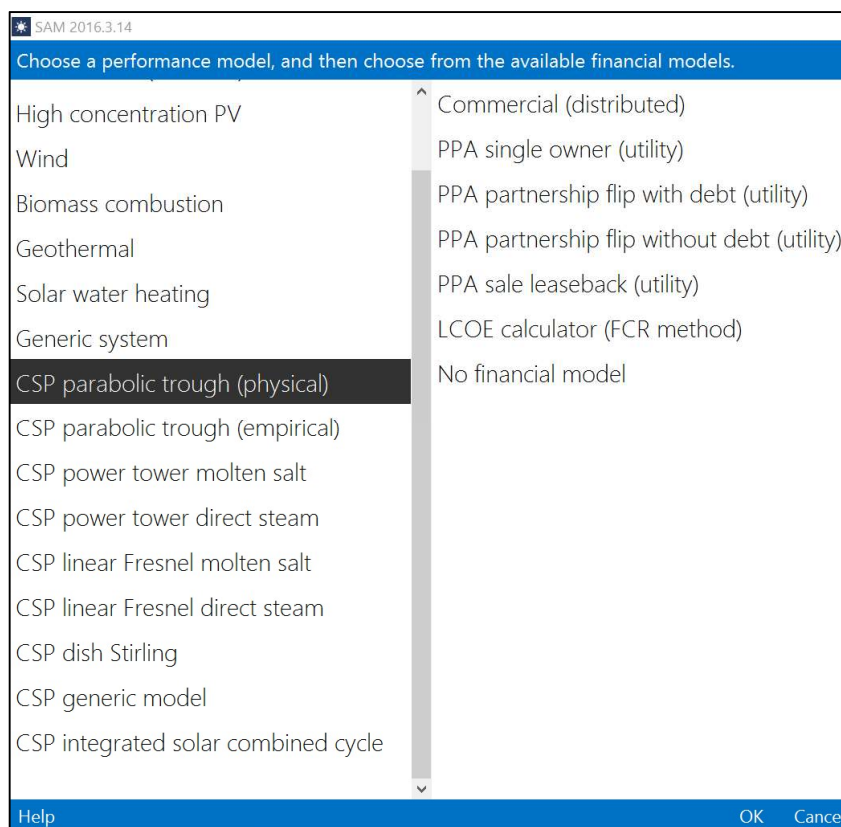 SAM 2016.3.14
Choose a performance model, and then choose from the available financial models.
High concentration PV
Wind
Biomass combustion
Geothermal
Solar water heating
Generic system
CSP parabolic trough (physical)
CSP parabolic trough (empirical)
CSP power tower molten salt
CSP power tower direct steam
CSP linear Fresnel molten salt
CSP linear Fresnel direct steam
CSP dish Stirling
CSP generic model
CSP integrated solar combined cycle
Commercial (distributed)
PPA single owner (utility)
PPA partnership flip with debt (utility)
PPA partnership flip without debt (utility)
PPA sale leaseback (utility)
LCOE calculator (FCR method)
No financial model
Help
OK
Cance